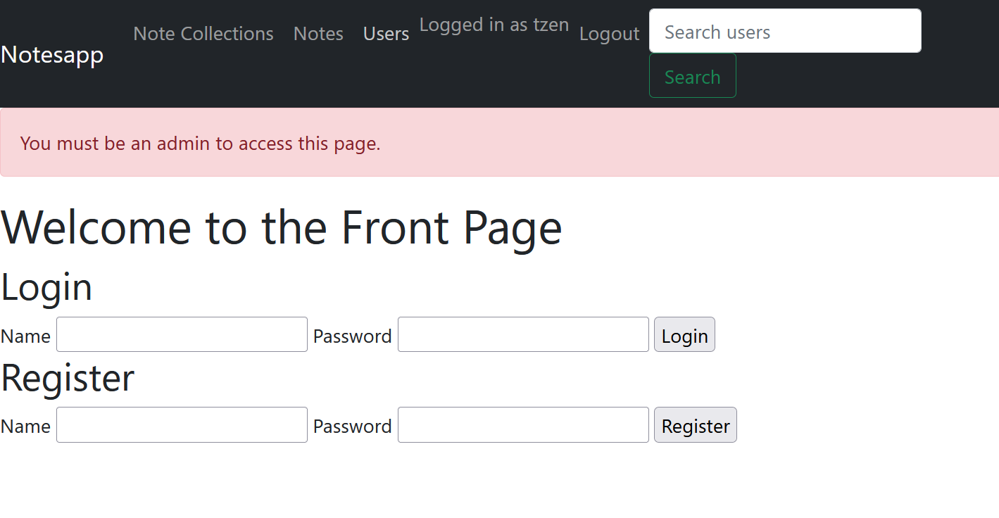 Notesapp
Note Collections Notes Users Logged in as tzen Logout Search users
Search
You must be an admin to access this page.
Welcome to the Front Page
Login
Name Password Login
Register
Name Password Register